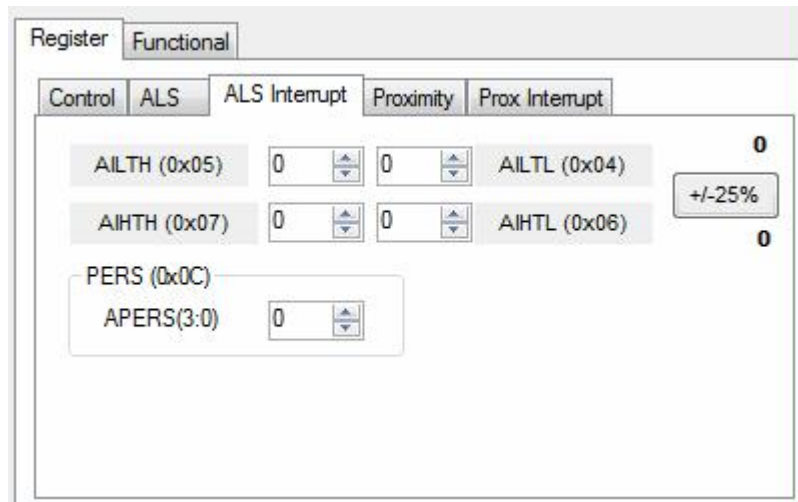 Register Functional
Control ALS ALS Interrupt Proximity Prox Interrupt
0
AILTH (0x05) 0 0 AILTL (0x04)
+/-25%
AIHTH (0x07) 0 0 AIHTL (0x06)
0
PERS (0x0C)
APERS(3:0) 0